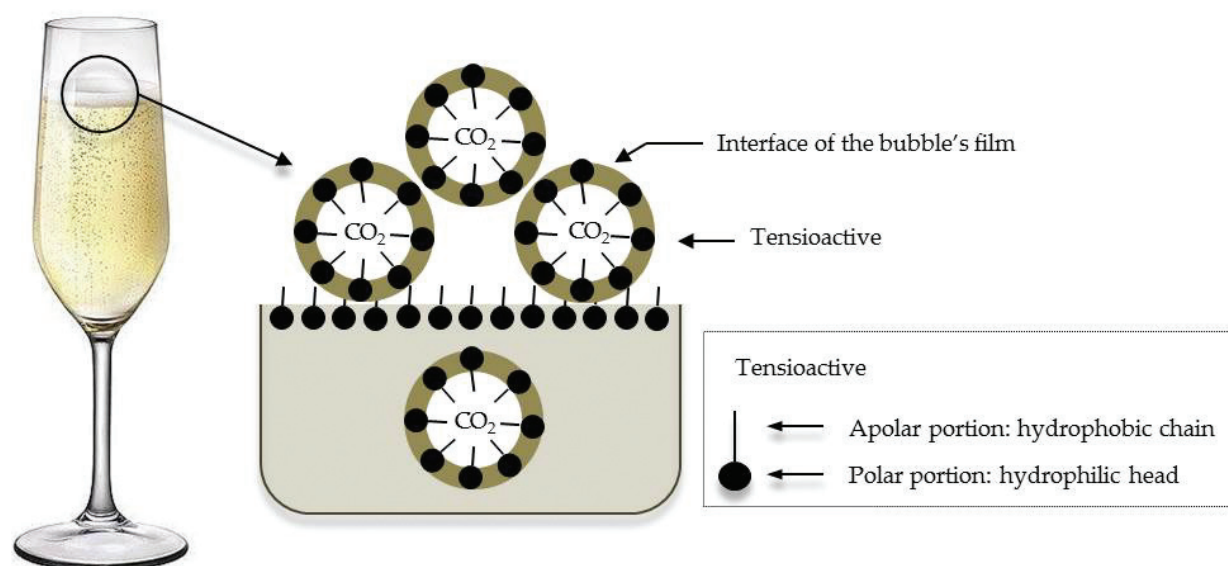 CO2
Interface of the bubble's film
CO2
CO2
Tensioactive
CO2
Tensioactive
Apolar portion: hydrophobic chain
Polar portion: hydrophilic head